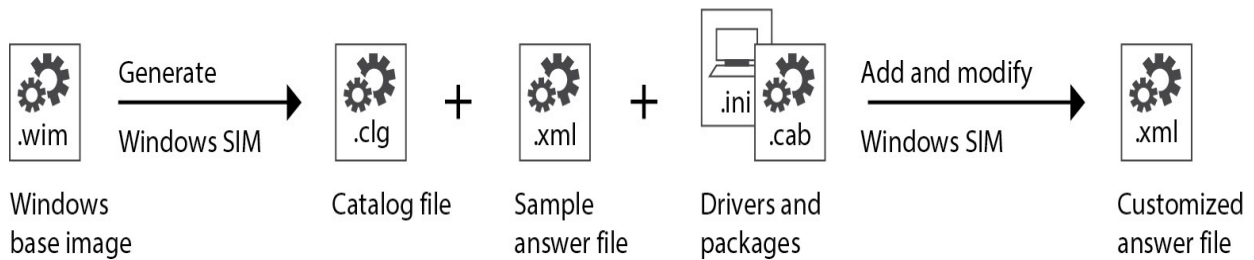 .wim
Windows
base image
Generate
Windows SIM
.clg
Catalog file
+
.xml
Sample
answer file
+
.ini
.cab
Drivers and
packages
Add and modify
Windows SIM
.xml
Customized
answer file